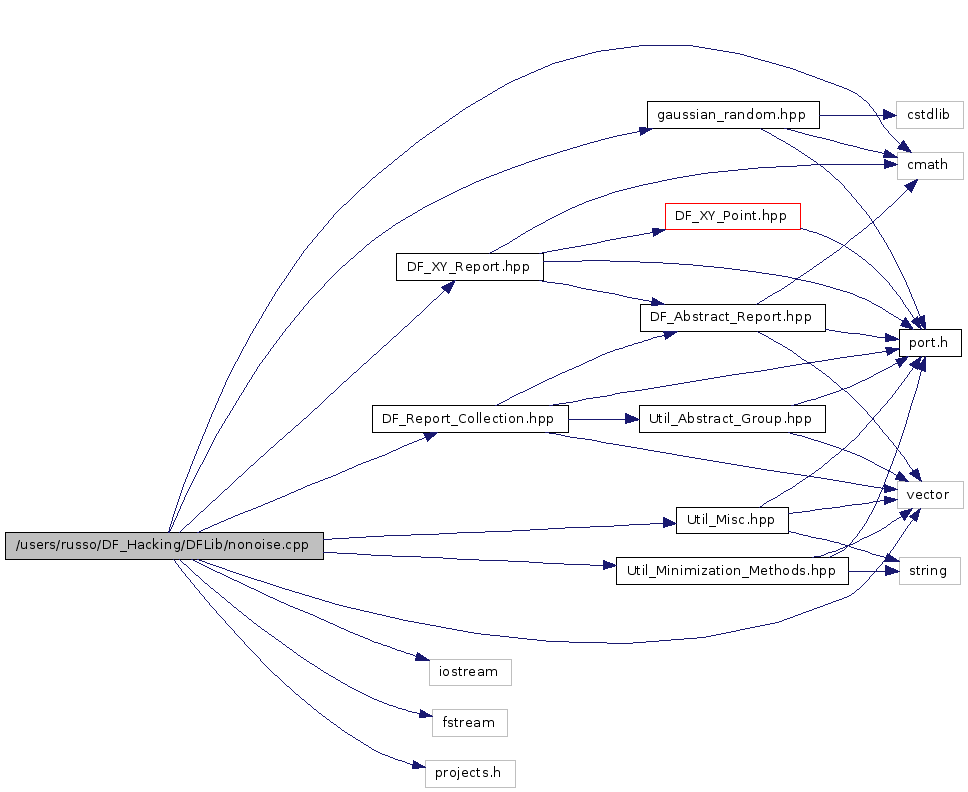 gaussian_random.hpp
cstdlib
cmath
DF_XY_Point.hpp
DF_XY_Report.hpp
DF_Abstract_Report.hpp
port.h
DF_Report_Collection.hpp
Util_Abstract_Group.hpp
vector
Util_Misc.hpp
/users/russo/DF_Hacking/DFLib/nonoise.cpp
Util_Minimization_Methods.hpp
string
iostream
fstream
projects.h